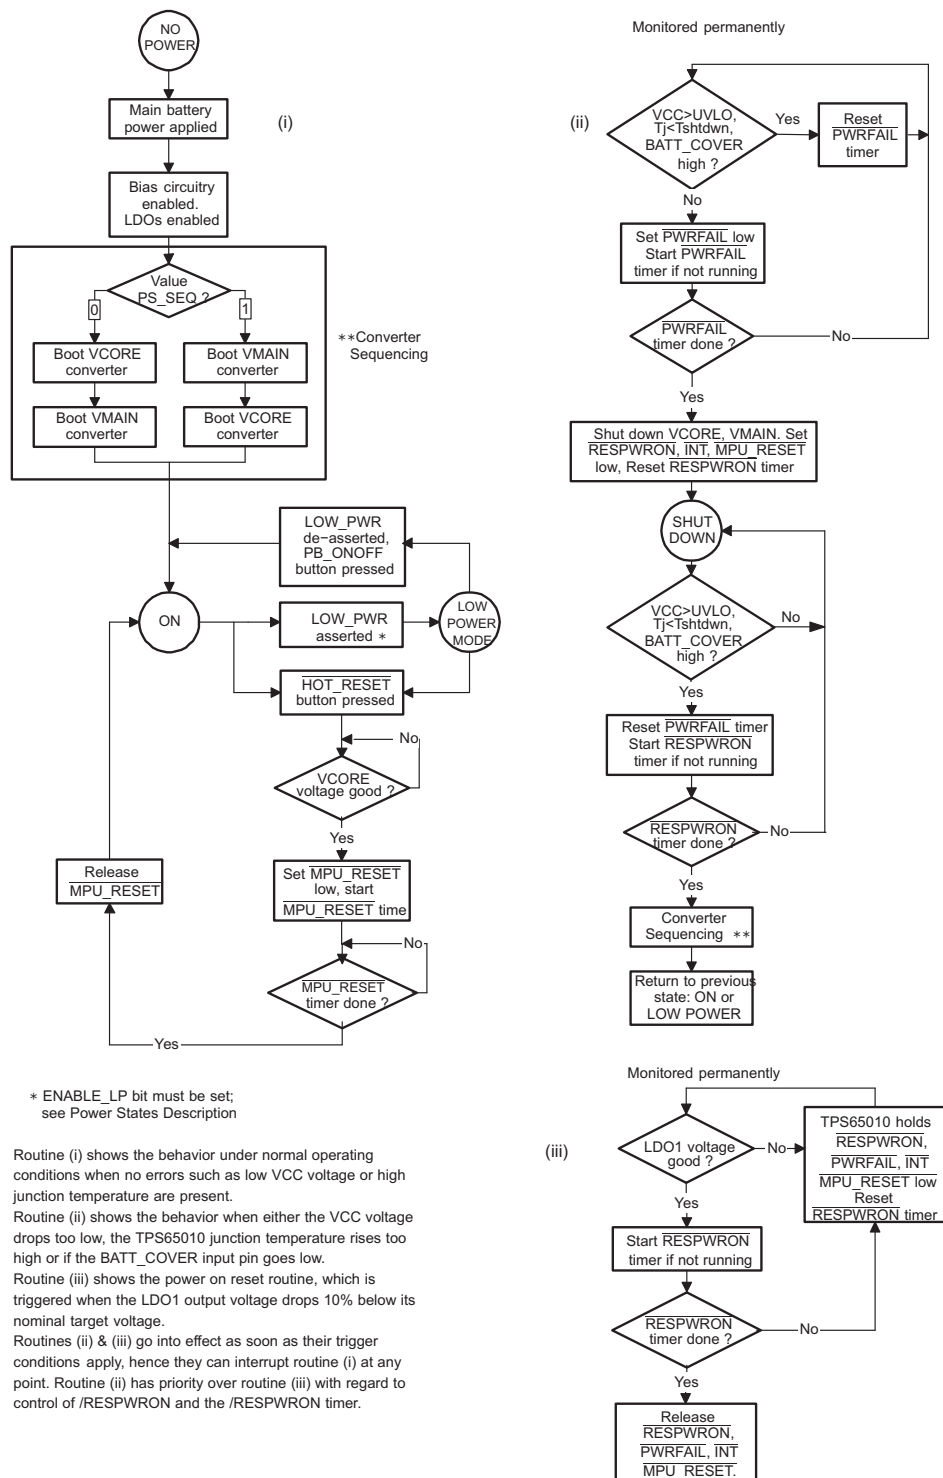 NO
POWER
Main battery
power applied
(i)
Bias circuitry
enabled.
LDOs enabled
Value
PS_SEQ ?
0
1
**Converter
Sequencing
Boot VCORE
converter
Boot VMAIN
converter
Boot VMAIN
converter
Boot VCORE
converter
LOW_PWR
de-asserted,
PB_ONOFF
button pressed
ON
LOW_PWR
asserted *
LOW
POWER
MODE
HOT_RESET
button pressed
No
VCORE
voltage good ?
Yes
Release
MPU_RESET
Set MPU_RESET
low, start
MPU_RESET time
No
MPU_RESET
timer done ?
Yes
* ENABLE_LP bit must be set;
see Power States Description
Routine (i) shows the behavior under normal operating
conditions when no errors such as low VCC voltage or high
junction temperature are present.
Routine (ii) shows the behavior when either the VCC voltage
drops too low, the TPS65010 junction temperature rises too
high or if the BATT_COVER input pin goes low.
Routine (iii) shows the power on reset routine, which is
triggered when the LDO1 output voltage drops 10% below its
nominal target voltage.
Routines (ii) & (iii) go into effect as soon as their trigger
conditions apply, hence they can interrupt routine (i) at any
point. Routine (ii) has priority over routine (iii) with regard to
control of /RESPWRON and the /RESPWRON timer.
Monitored permanently
(ii)
VCC>UVLO,
Tj<Tshtdwn,
BATT_COVER
high ?
Yes
Reset
PWRFAIL
timer
No
Set PWRFAIL low
Start PWRFAIL
timer if not running
PWRFAIL
timer done ?
No
Yes
Shut down VCORE, VMAIN. Set
RESPWRON, INT, MPU_RESET
low, Reset RESPWRON timer
SHUT
DOWN
VCC>UVLO,
Tj<Tshtdwn,
BATT_COVER
high ?
No
Yes
Reset PWRFAIL timer
Start RESPWRON
timer if not running
RESPWRON
timer done ?
No
Yes
Converter
Sequencing **
Return to previous
state: ON or
LOW POWER
Monitored permanently
(iii)
LDO1 voltage
good ?
No
TPS65010 holds
RESPWRON,
PWRFAIL, INT
MPU_RESET low
Reset
RESPWRON timer
Yes
Start RESPWRON
timer if not running
RESPWRON
timer done ?
No
Yes
Release
RESPWRON,
PWRFAIL, INT
MPU_RESET.